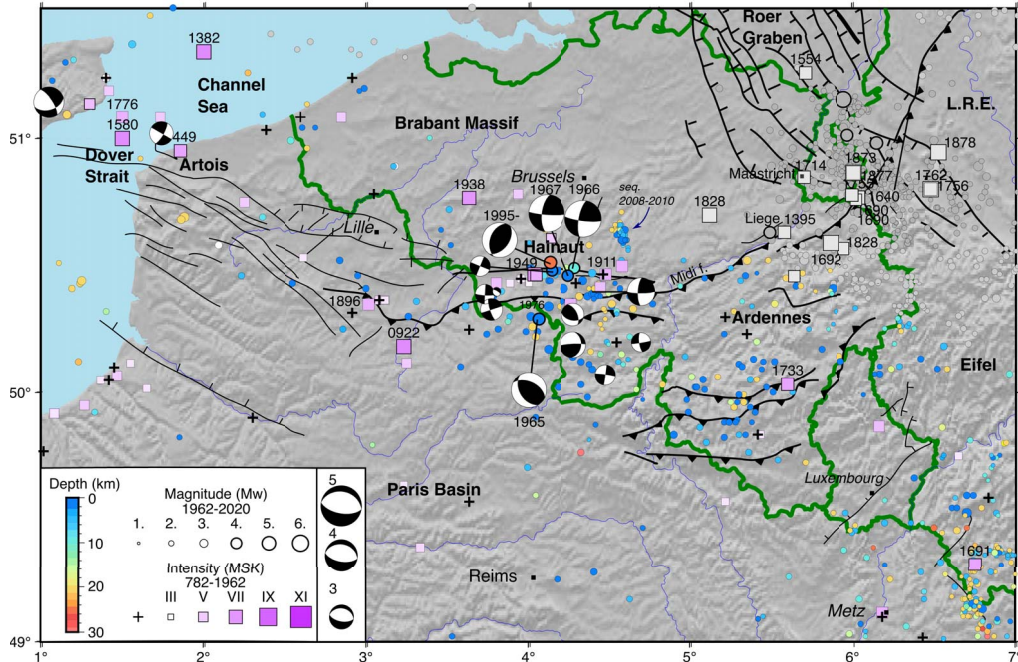 1382
Channel
Sea
1776
1580
449
Dover
Strait
Artois
Brabant Massif
Roer
Graben
1554
L.R.E.
1878
1873
1714
Maastricht
1877
1762
1756
1640
1690
Brussels
1938
1967
1966
seq.
2008-2010
1828
Liege
1395
1828
1692
Lille
1995-
Hainaut
1949
1911
Midi f.
1896
1976
0922
Ardennes
1733
Eifel
1965
Luxembourg
Paris Basin
1691
Reims
Metz
51°
50°
49°
1°
2°
3°
4°
5°
6°
7°
Depth (km)
0
10
20
30
Magnitude (Mw)
1962-2020
1. 2. 3. 4. 5. 6.
Intensity (MSK)
782-1962
III V VII IX XI
5
4
3